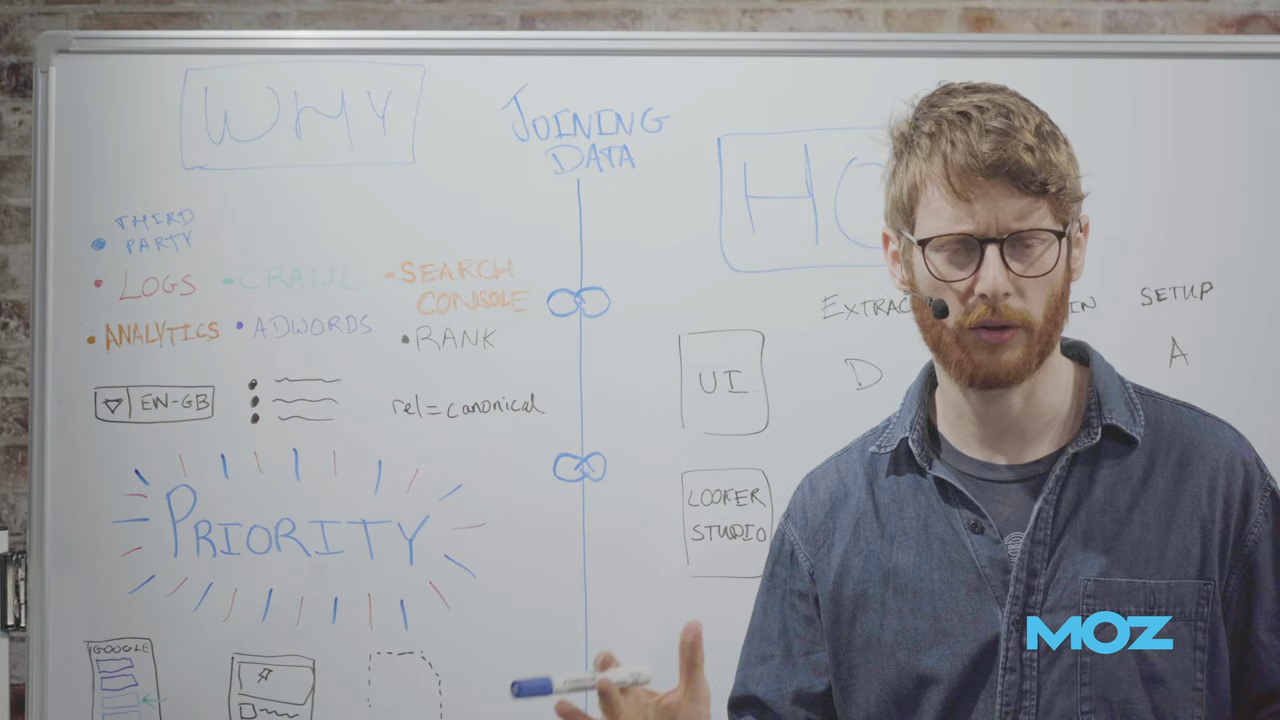 WHY
JOINING
DATA
THIRD
PARTY
LOGS
CRAWL
SEARCH
CONSOLE
ANALYTICS
ADWORDS
RANK
EN-GB
rel=canonical
PRIORITY
GOOGLE
HO
EXTRAC
IN
SETUP
UI
D
A
LOOKER
STUDIO
MOZ